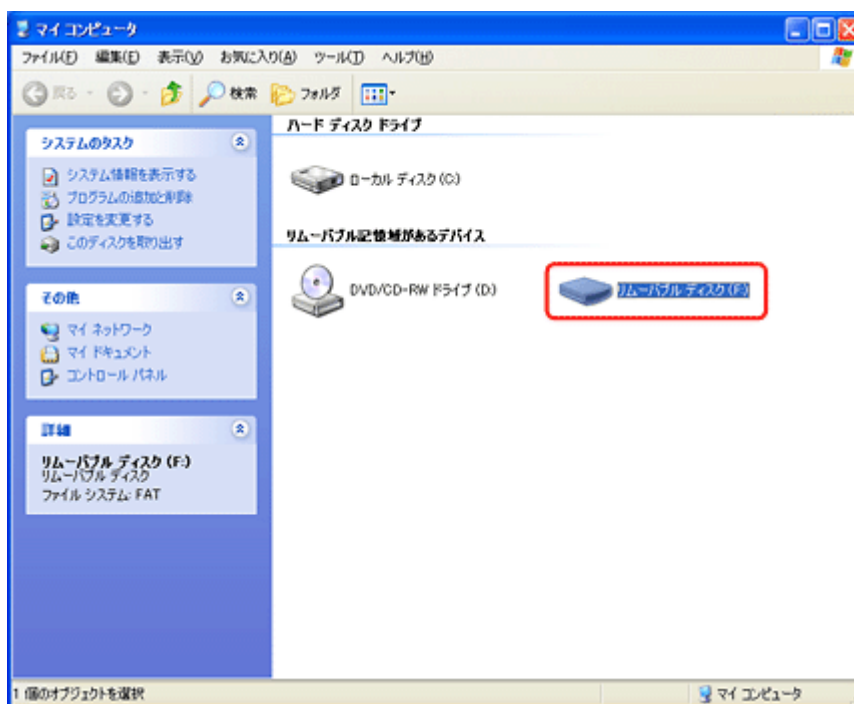 マイ コンピュータ
ファイル(F) 編集(E) 表示(V) お気に入り(A) ツール(T) ヘルプ(H)
戻る 検索 フォルダ
システムのタスク
システム情報を表示する
プログラムの追加と削除
設定を変更する
このディスクを取り出す
その他
マイ ネットワーク
マイ ドキュメント
コントロール パネル
詳細
リムーバブル ディスク (F:)
リムーバブル ディスク
ファイル システム: FAT
ハード ディスク ドライブ
ローカル ディスク (C:)
リムーバブル記憶域があるデバイス
DVD/CD-RW ドライブ (D:)
リムーバブル ディスク (F:)
1 個のオブジェクトを選択
マイ コンピュータ